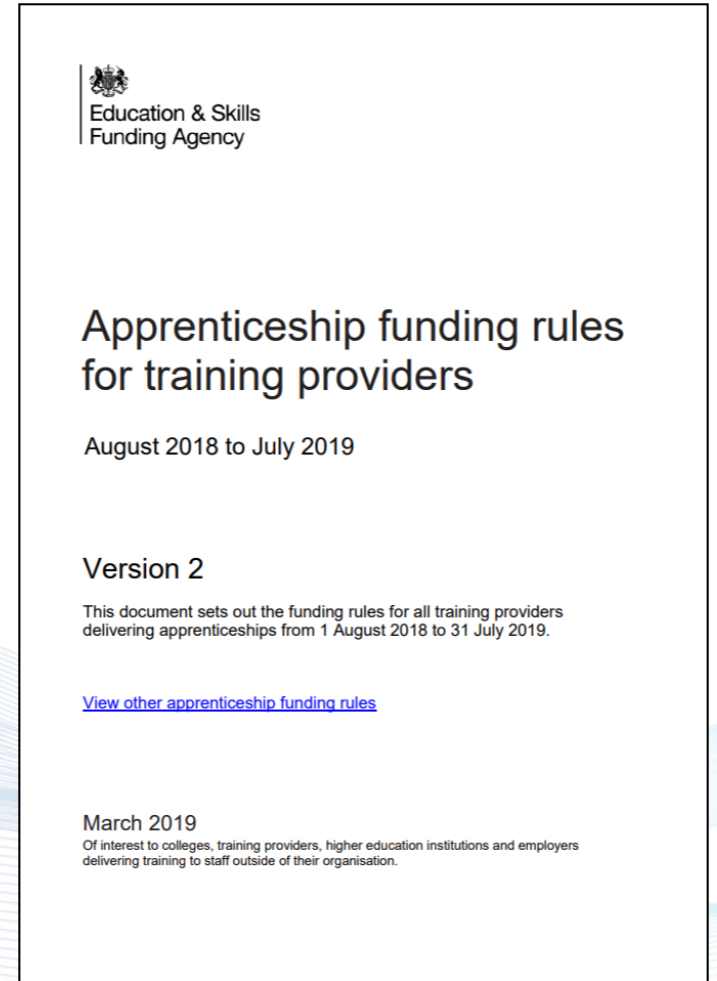 Education & Skills
Funding Agency
Apprenticeship funding rules
for training providers
August 2018 to July 2019
Version 2
This document sets out the funding rules for all training providers
delivering apprenticeships from 1 August 2018 to 31 July 2019.
View other apprenticeship funding rules
March 2019
Of interest to colleges, training providers, higher education institutions and employers
delivering training to staff outside of their organisation.